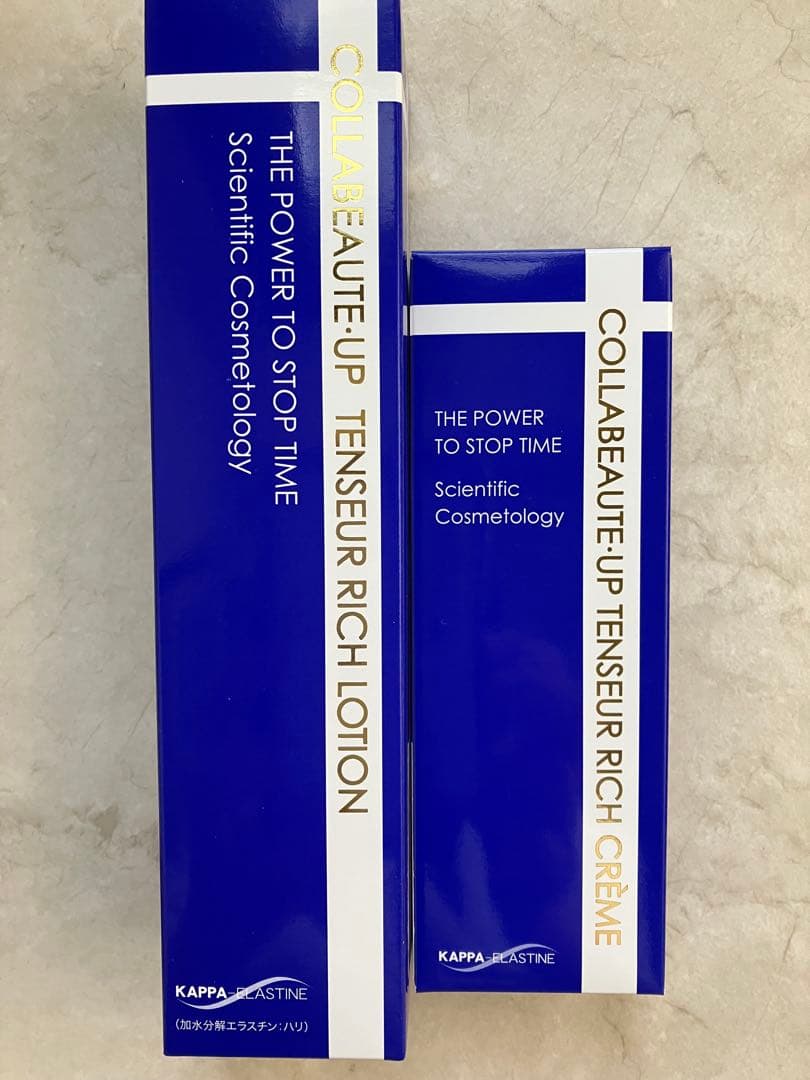 COLLABEAUTE·UP TENSEUR RICH LOTION
THE POWER TO STOP TIME
Scientific Cosmetology
KAPPA-ELASTINE
(加水分解エラスチン:ハリ)
COLLABEAUTE·UP TENSEUR RICH CRÈME
THE POWER
TO STOP TIME
Scientific
Cosmetology
KAPPA-ELASTINE